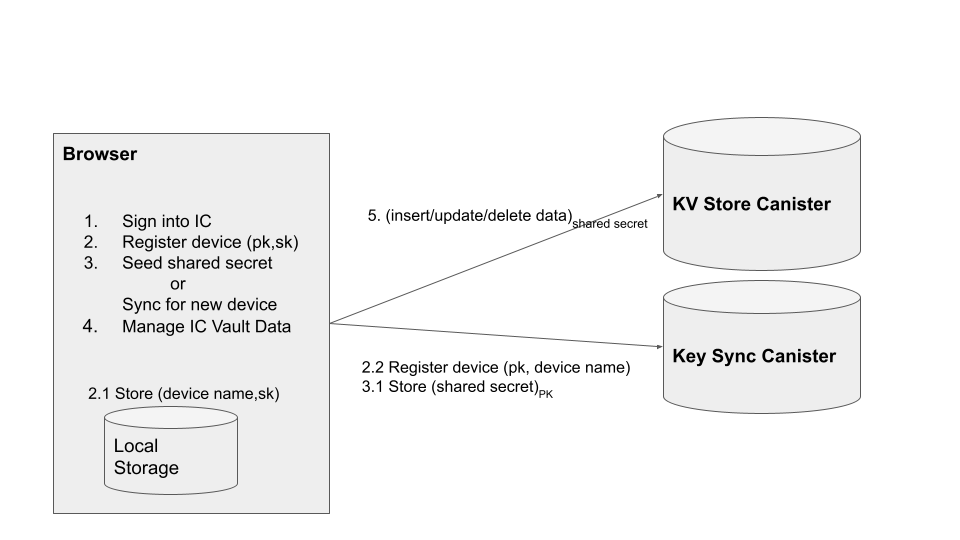 Browser
1. Sign into IC
2. Register device (pk,sk)
3. Seed shared secret
or
Sync for new device
4. Manage IC Vault Data
2.1 Store (device name,sk)
Local
Storage
5. (insert/update/delete data)shared secret
2.2 Register device (pk, device name)
3.1 Store (shared secret)PK
KV Store Canister
Key Sync Canister